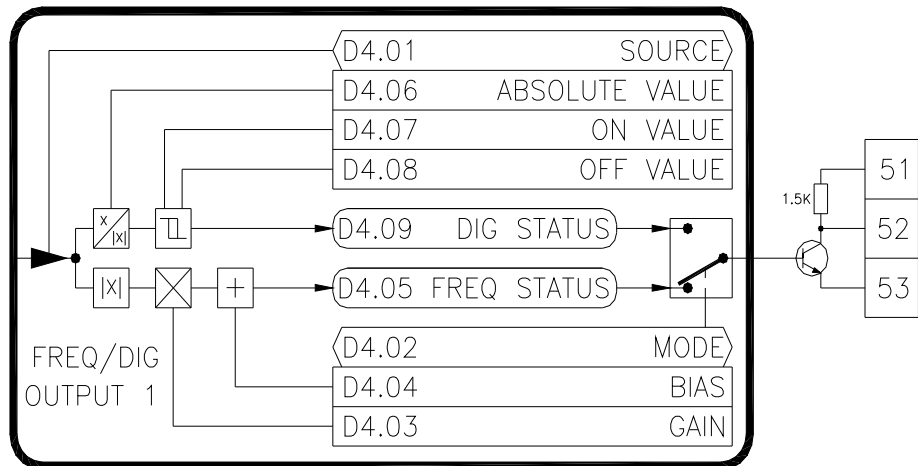 D4.01 SOURCE
D4.06 ABSOLUTE VALUE
D4.07 ON VALUE
D4.08 OFF VALUE
51
1.5K
x
|x|
D4.09 DIG STATUS
52
|X|
+
D4.05 FREQ STATUS
53
FREQ/DIG
OUTPUT 1
D4.02 MODE
D4.04 BIAS
D4.03 GAIN